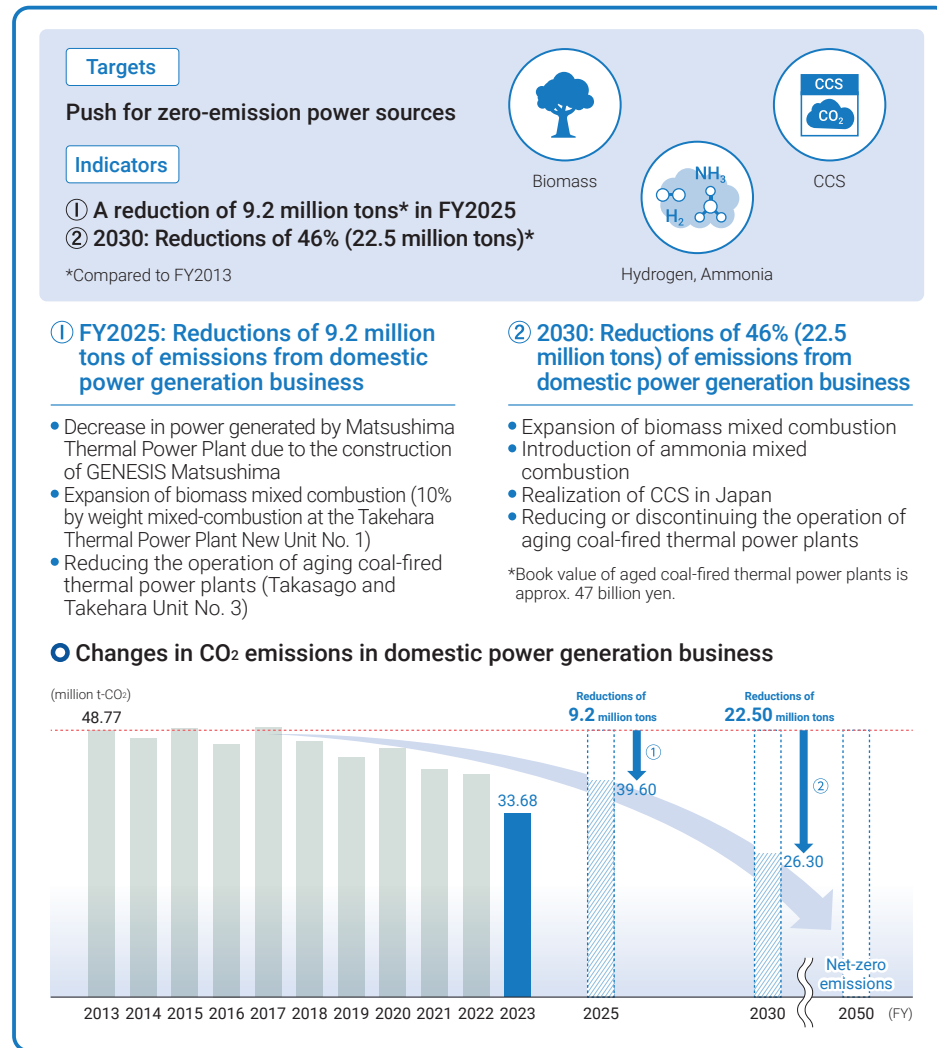 Targets
Push for zero-emission power sources
Indicators
① A reduction of 9.2 million tons* in FY2025
② 2030: Reductions of 46% (22.5 million tons)*
*Compared to FY2013
Biomass
H₂
NH₃
Hydrogen, Ammonia
CCS
CO₂
CCS
① FY2025: Reductions of 9.2 million
tons of emissions from domestic
power generation business
• Decrease in power generated by Matsushima
Thermal Power Plant due to the construction
of GENESIS Matsushima
• Expansion of biomass mixed combustion (10%
by weight mixed-combustion at the Takehara
Thermal Power Plant New Unit No. 1)
• Reducing the operation of aging coal-fired
thermal power plants (Takasago and
Takehara Unit No. 3)
② 2030: Reductions of 46% (22.5
million tons) of emissions from
domestic power generation business
• Expansion of biomass mixed combustion
• Introduction of ammonia mixed
combustion
• Realization of CCS in Japan
• Reducing or discontinuing the operation of
aging coal-fired thermal power plants
*Book value of aged coal-fired thermal power plants is
approx. 47 billion yen.
Changes in CO₂ emissions in domestic power generation business
(million t-CO₂)
48.77
33.68
Reductions of
9.2 million tons
①
39.60
Reductions of
22.50 million tons
②
26.30
Net-zero
emissions
2013 2014 2015 2016 2017 2018 2019 2020 2021 2022 2023 2025 2030 2050 (FY)